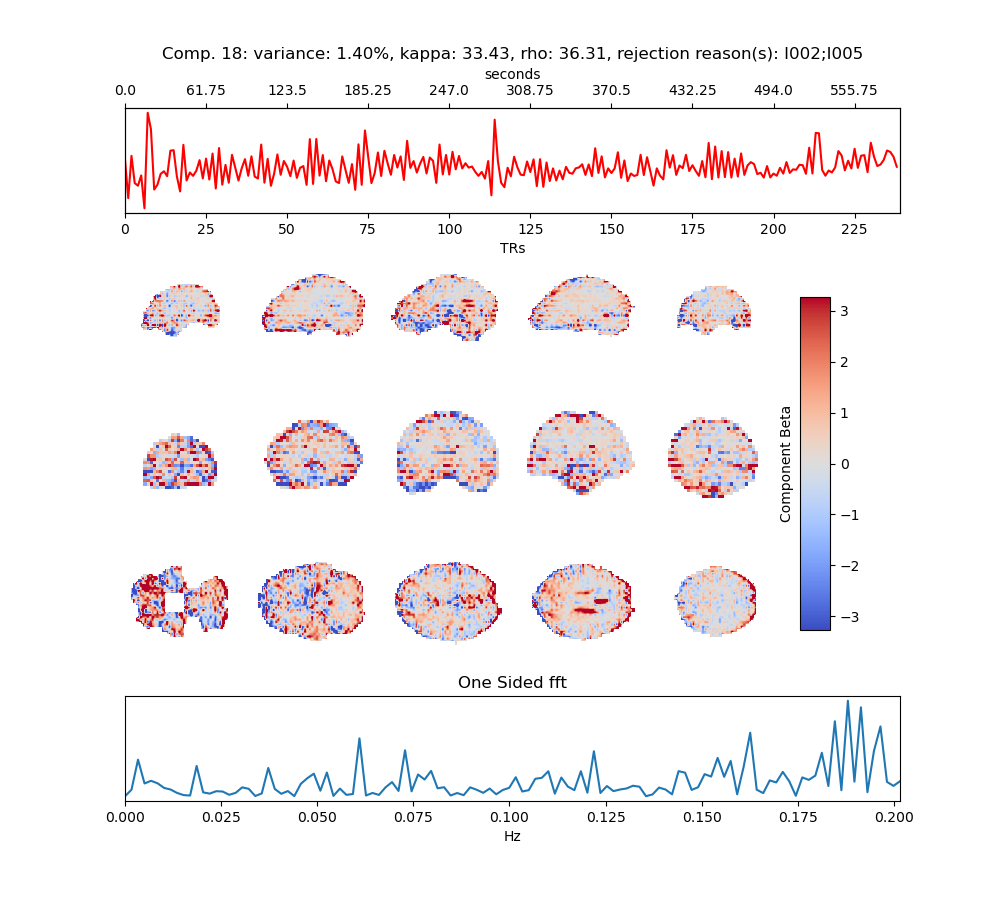 Comp. 18: variance: 1.40%, kappa: 33.43, rho: 36.31, rejection reason(s): I002;I005
seconds
0.0 61.75 123.5 185.25 247.0 308.75 370.5 432.25 494.0 555.75
0 25 50 75 100 125 150 175 200 225
TRs
3
2
1
0
−1
−2
−3
Component Beta
One Sided fft
0.000 0.025 0.050 0.075 0.100 0.125 0.150 0.175 0.200
Hz